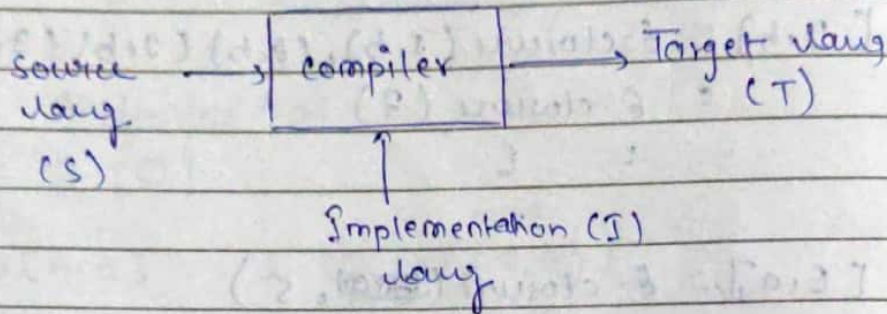 source
lang
(S)
compiler
Target lang
(T)
Implementation (I)
lang